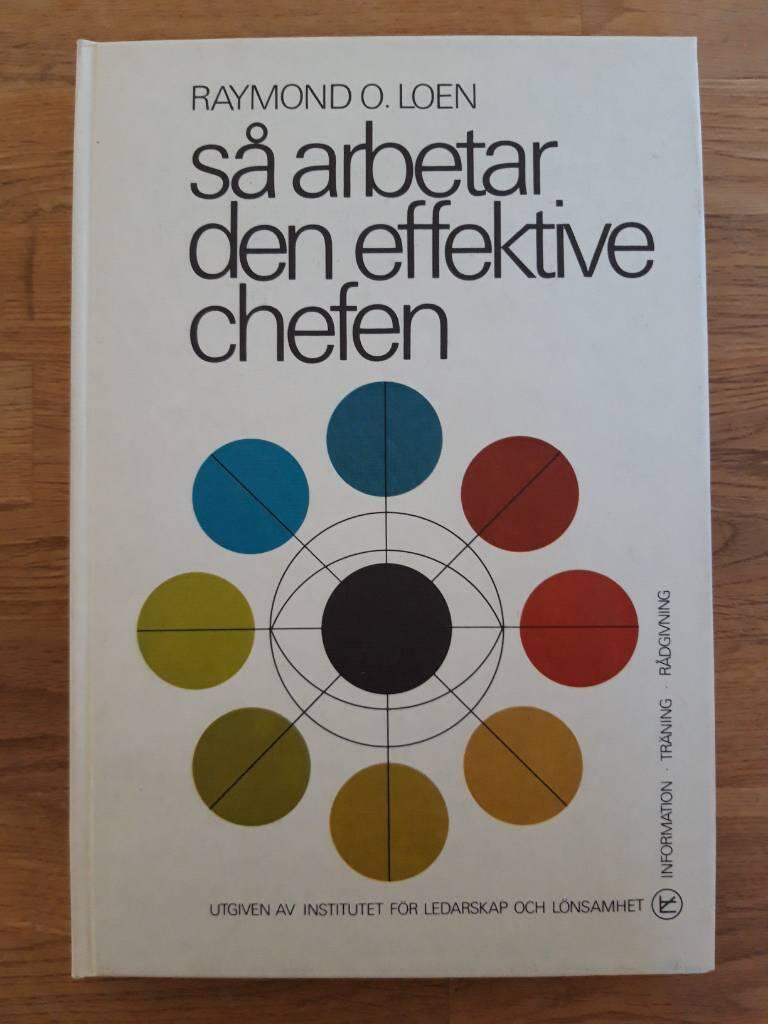 RAYMOND O. LOEN
så arbetar
den effektive
chefen
UTGIVEN AV INSTITUTET FÖR LEDARSKAP OCH LÖNSAMHET
INFORMATION · TRÄNING · RÅDGIVNING